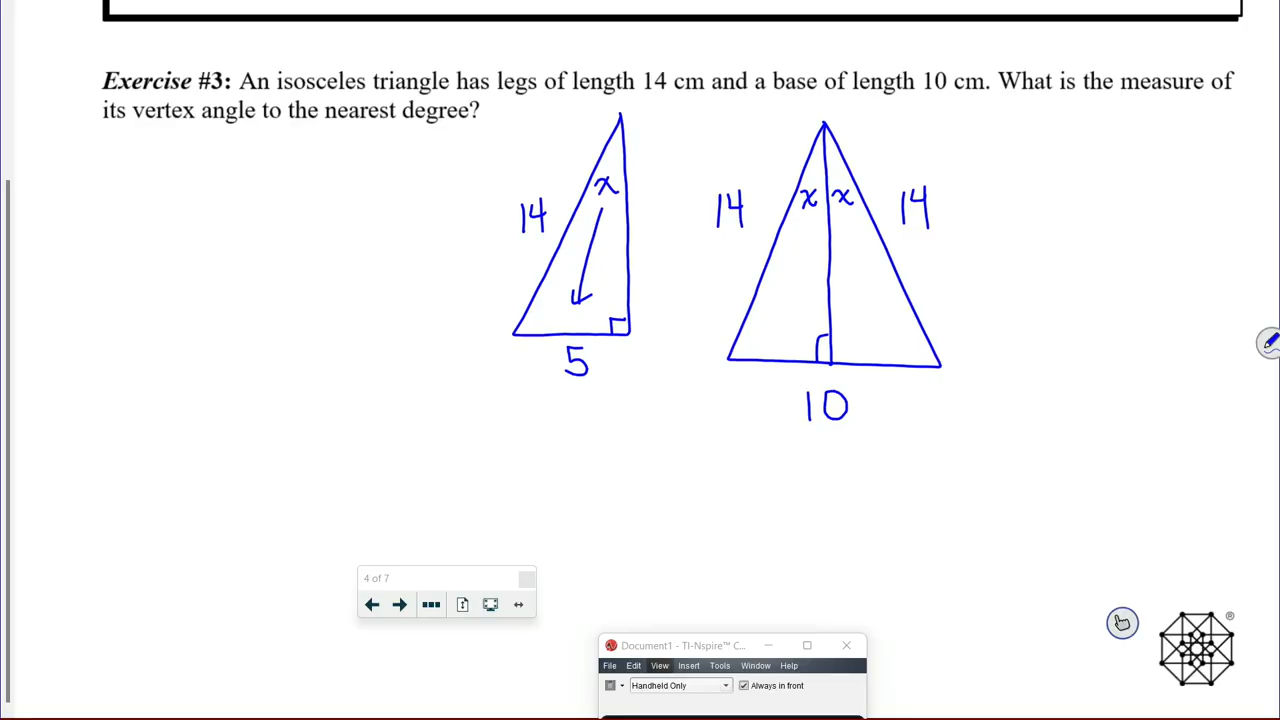 Exercise #3: An isosceles triangle has legs of length 14 cm and a base of length 10 cm. What is the measure of
its vertex angle to the nearest degree?
x
14
5
x x
14
14
10
4 of 7
®
Document1 - TI-Nspire™ C...
File Edit View Insert Tools Window Help
Handheld Only
Always in front